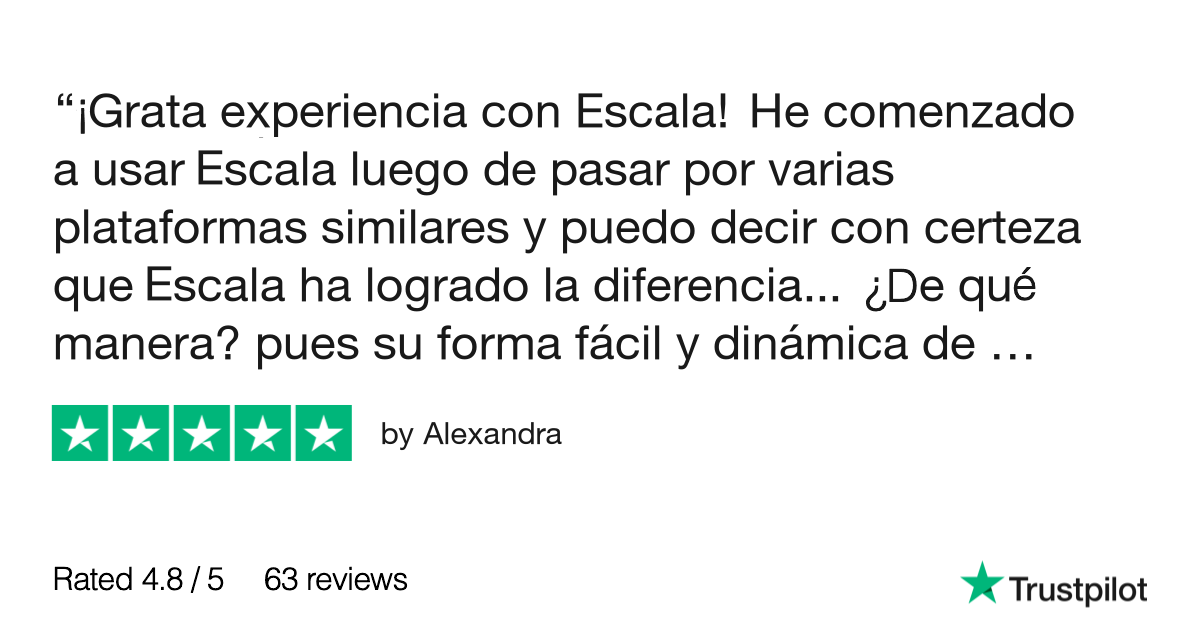 “¡Grata experiencia con Escala! He comenzado
a usar Escala luego de pasar por varias
plataformas similares y puedo decir con certeza
que Escala ha logrado la diferencia... ¿De qué
manera? pues su forma fácil y dinámica de ...
by Alexandra
Rated 4.8 / 5 63 reviews
Trustpilot